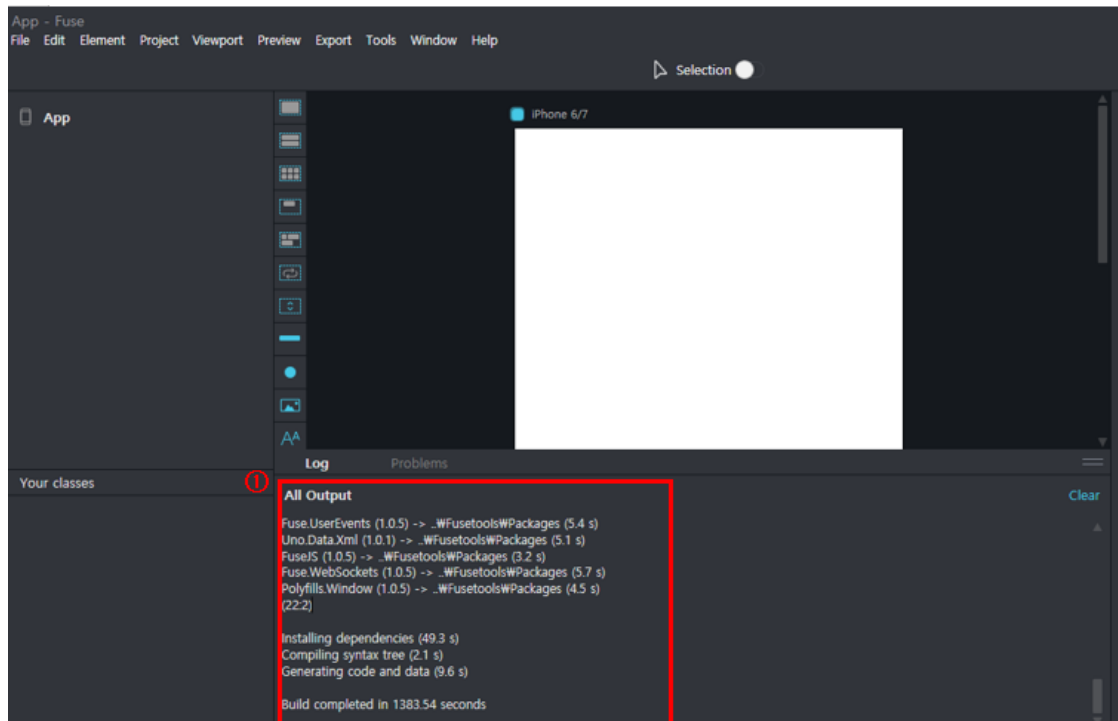 App - Fuse
File Edit Element Project Viewport Preview Export Tools Window Help
Selection
App
iPhone 6/7
AA
Log Problems
Your classes
①
All Output
Clear
Fuse.UserEvents (1.0.5) -> ..₩Fusetools₩Packages (5.4 s)
Uno.Data.Xml (1.0.1) -> ..₩Fusetools₩Packages (5.1 s)
FuseJS (1.0.5) -> ..₩Fusetools₩Packages (3.2 s)
Fuse.WebSockets (1.0.5) -> ..₩Fusetools₩Packages (5.7 s)
Polyfills.Window (1.0.5) -> ..₩Fusetools₩Packages (4.5 s)
(22:2)
Installing dependencies (49.3 s)
Compiling syntax tree (2.1 s)
Generating code and data (9.6 s)
Build completed in 1383.54 seconds